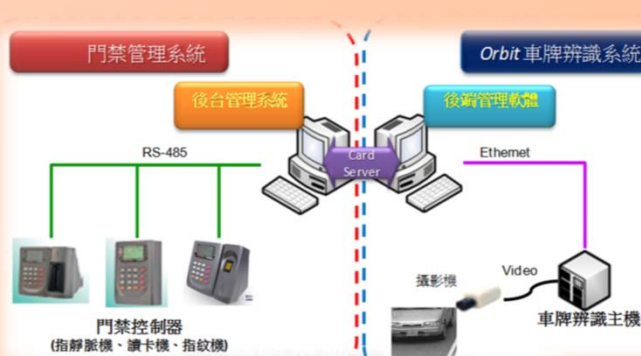 門禁管理系統
Orbit 車牌辨識系統
後台管理系統
後端管理軟體
RS-485
Card
Server
Ethernet
攝影機
Video
門禁控制器
(指靜脈機、讀卡機、指紋機)
車牌辨識主機